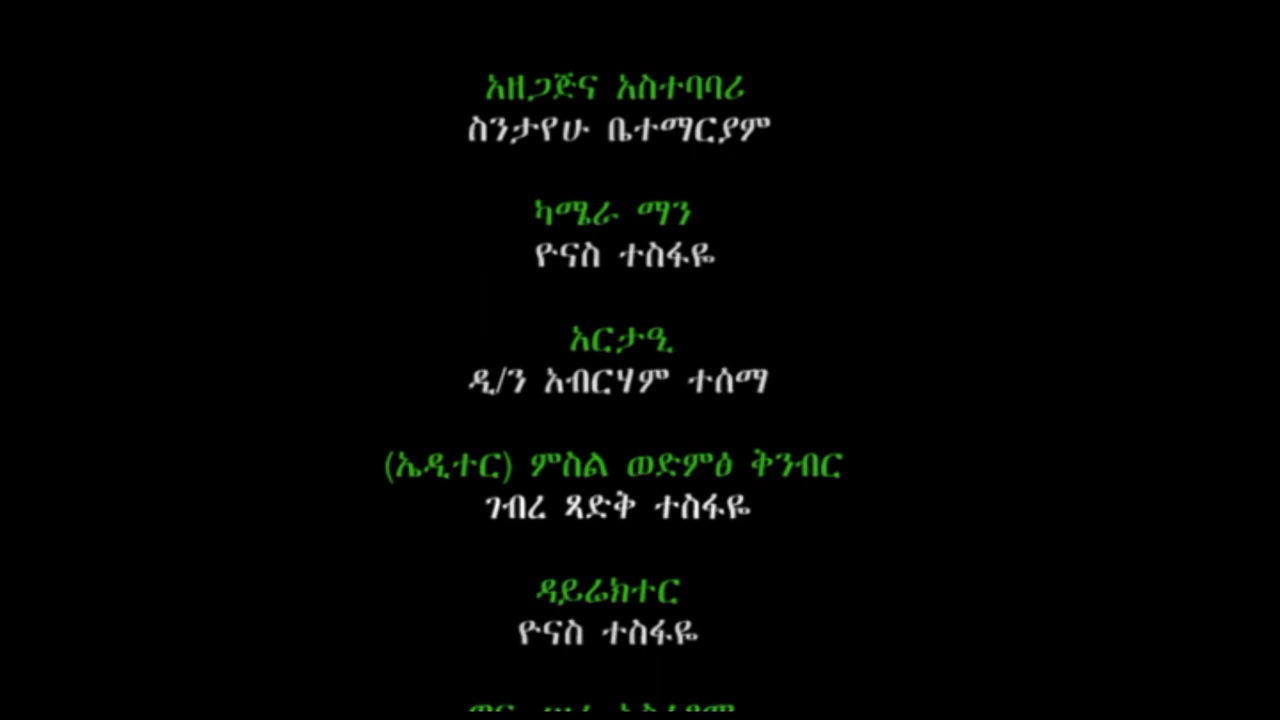 አዘጋጅና አስተባባሪ
ስንታየሁ ቤተማርያም
ካሜራ ማን
ዮናስ ተስፋዬ
አርታዒ
ዲ/ን አብርሃም ተሰማ
(ኤዲተር) ምስል ወድምፅ ቅንብር
ገብረ ጻድቅ ተስፋዬ
ዳይሬክተር
ዮናስ ተስፋዬ